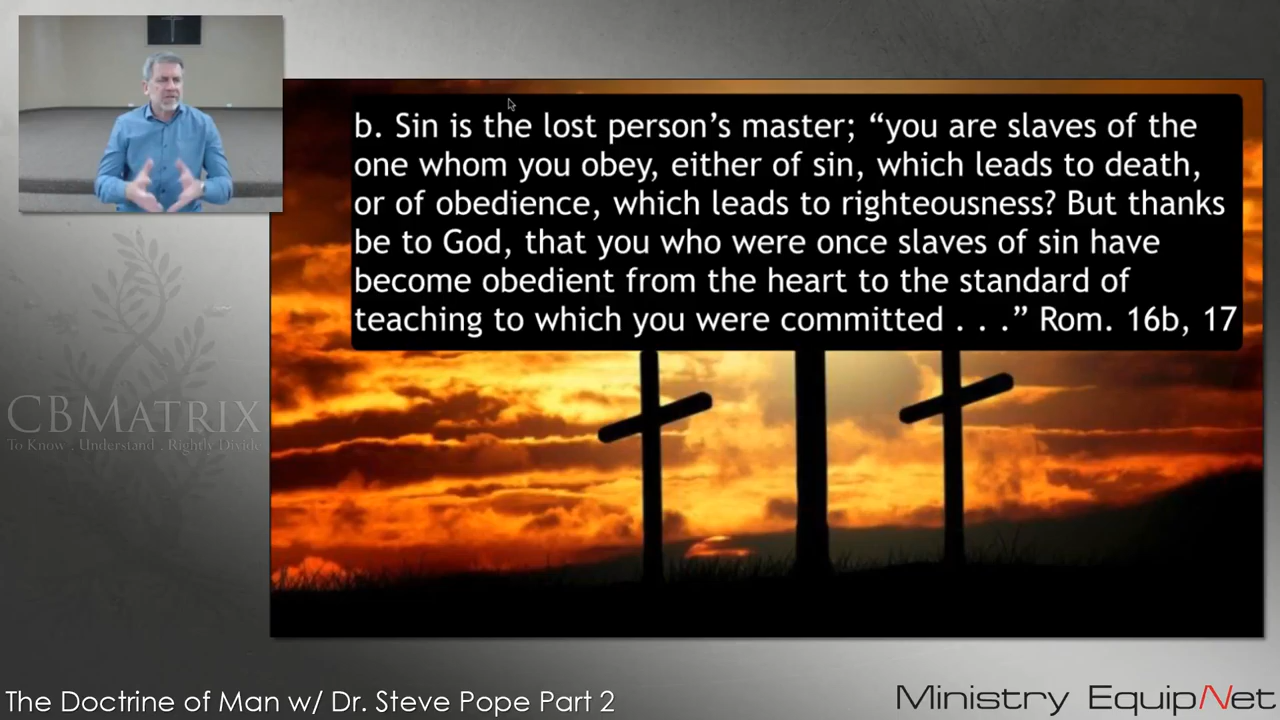 b. Sin is the lost person’s master; “you are slaves of the
one whom you obey, either of sin, which leads to death,
or of obedience, which leads to righteousness? But thanks
be to God, that you who were once slaves of sin have
become obedient from the heart to the standard of
teaching to which you were committed . . .” Rom. 16b, 17
CBMATRIX
To Know . Understand . Rightly Divide
The Doctrine of Man w/ Dr. Steve Pope Part 2
Ministry EquipNet